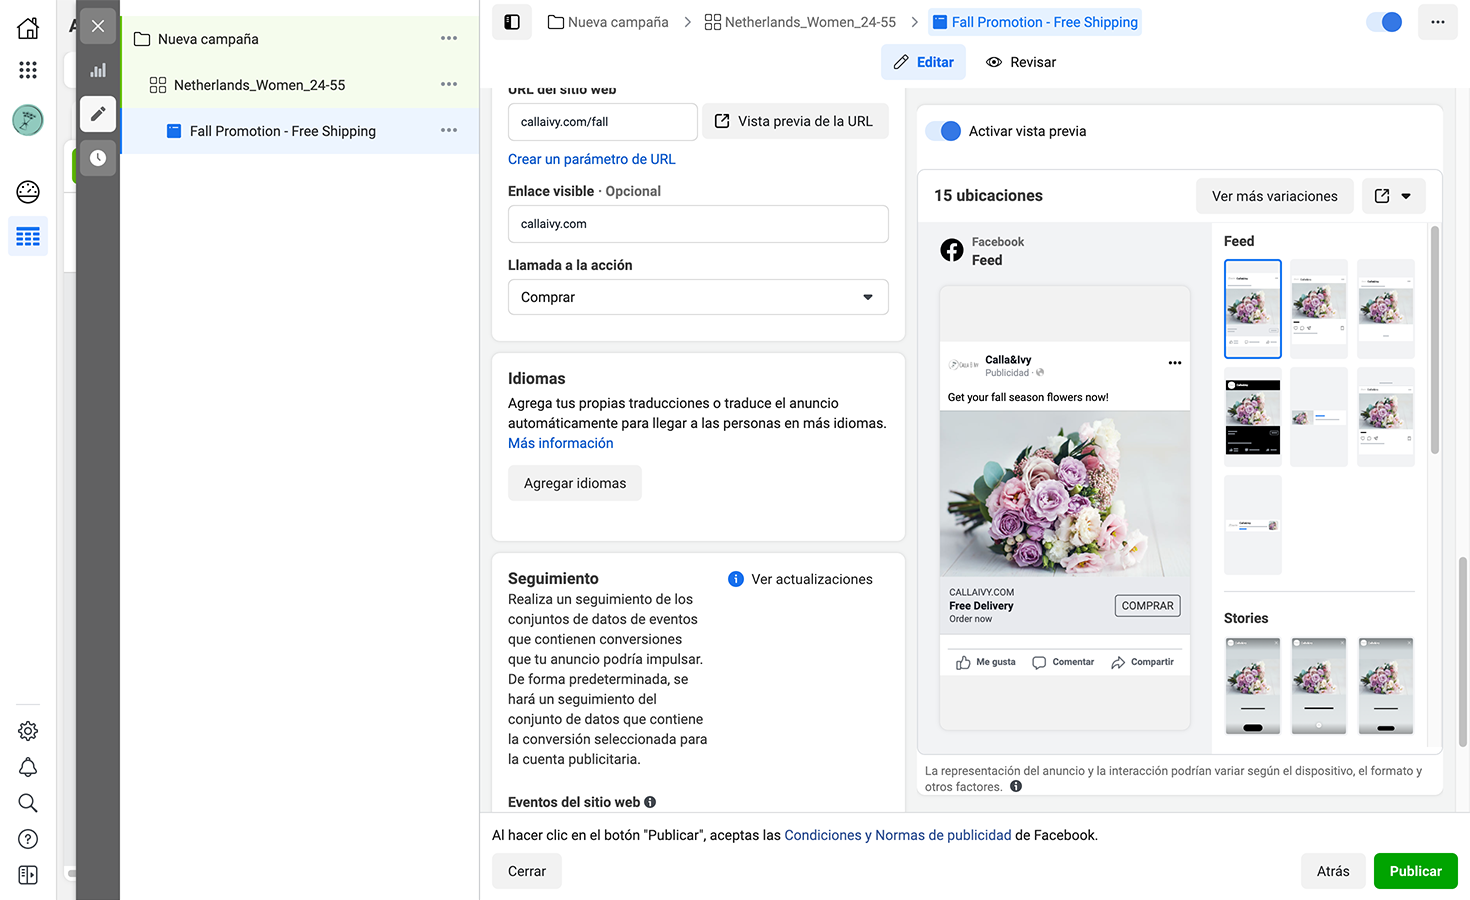 Nueva campaña
Netherlands_Women_24-55
Fall Promotion - Free Shipping
Nueva campaña
Netherlands_Women_24-55
Fall Promotion - Free Shipping
Editar
Revisar
URL del sitio web
callaivy.com/fall
Vista previa de la URL
Crear un parámetro de URL
Enlace visible · Opcional
callaivy.com
Llamada a la acción
Comprar
Idiomas
Agrega tus propias traducciones o traduce el anuncio
automáticamente para llegar a las personas en más idiomas.
Más información
Agregar idiomas
Seguimiento
Ver actualizaciones
Realiza un seguimiento de los
conjuntos de datos de eventos
que contienen conversiones
que tu anuncio podría impulsar.
De forma predeterminada, se
hará un seguimiento del
conjunto de datos que contiene
la conversión seleccionada para
la cuenta publicitaria.
Eventos del sitio web
Activar vista previa
15 ubicaciones
Ver más variaciones
Facebook
Feed
Calla&Ivy
Publicidad ·
Get your fall season flowers now!
CALLAIVY.COM
Free Delivery
Order now
COMPRAR
Me gusta
Comentar
Compartir
Feed
Stories
La representación del anuncio y la interacción podrían variar según el dispositivo, el formato y
otros factores.
Al hacer clic en el botón "Publicar", aceptas las Condiciones y Normas de publicidad de Facebook.
Cerrar
Atrás
Publicar